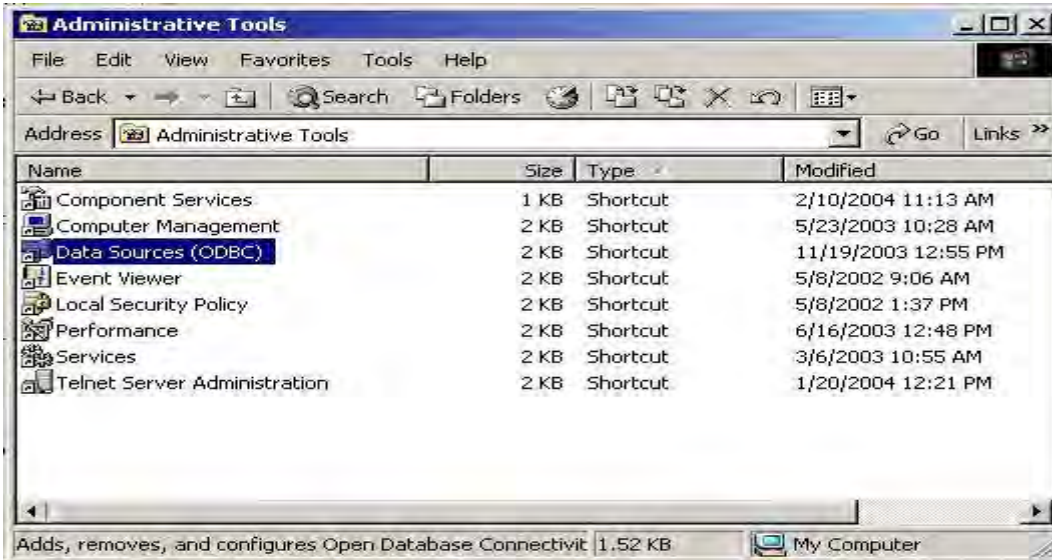 Administrative Tools
File Edit View Favorites Tools Help
Back Search Folders
Address Administrative Tools Go Links »
Name Size Type Modified
Component Services 1 KB Shortcut 2/10/2004 11:13 AM
Computer Management 2 KB Shortcut 5/23/2003 10:28 AM
Data Sources (ODBC) 2 KB Shortcut 11/19/2003 12:55 PM
Event Viewer 2 KB Shortcut 5/8/2002 9:06 AM
Local Security Policy 2 KB Shortcut 5/8/2002 1:37 PM
Performance 2 KB Shortcut 6/16/2003 12:48 PM
Services 2 KB Shortcut 3/6/2003 10:55 AM
Telnet Server Administration 2 KB Shortcut 1/20/2004 12:21 PM
Adds, removes, and configures Open Database Connectivit 1.52 KB My Computer